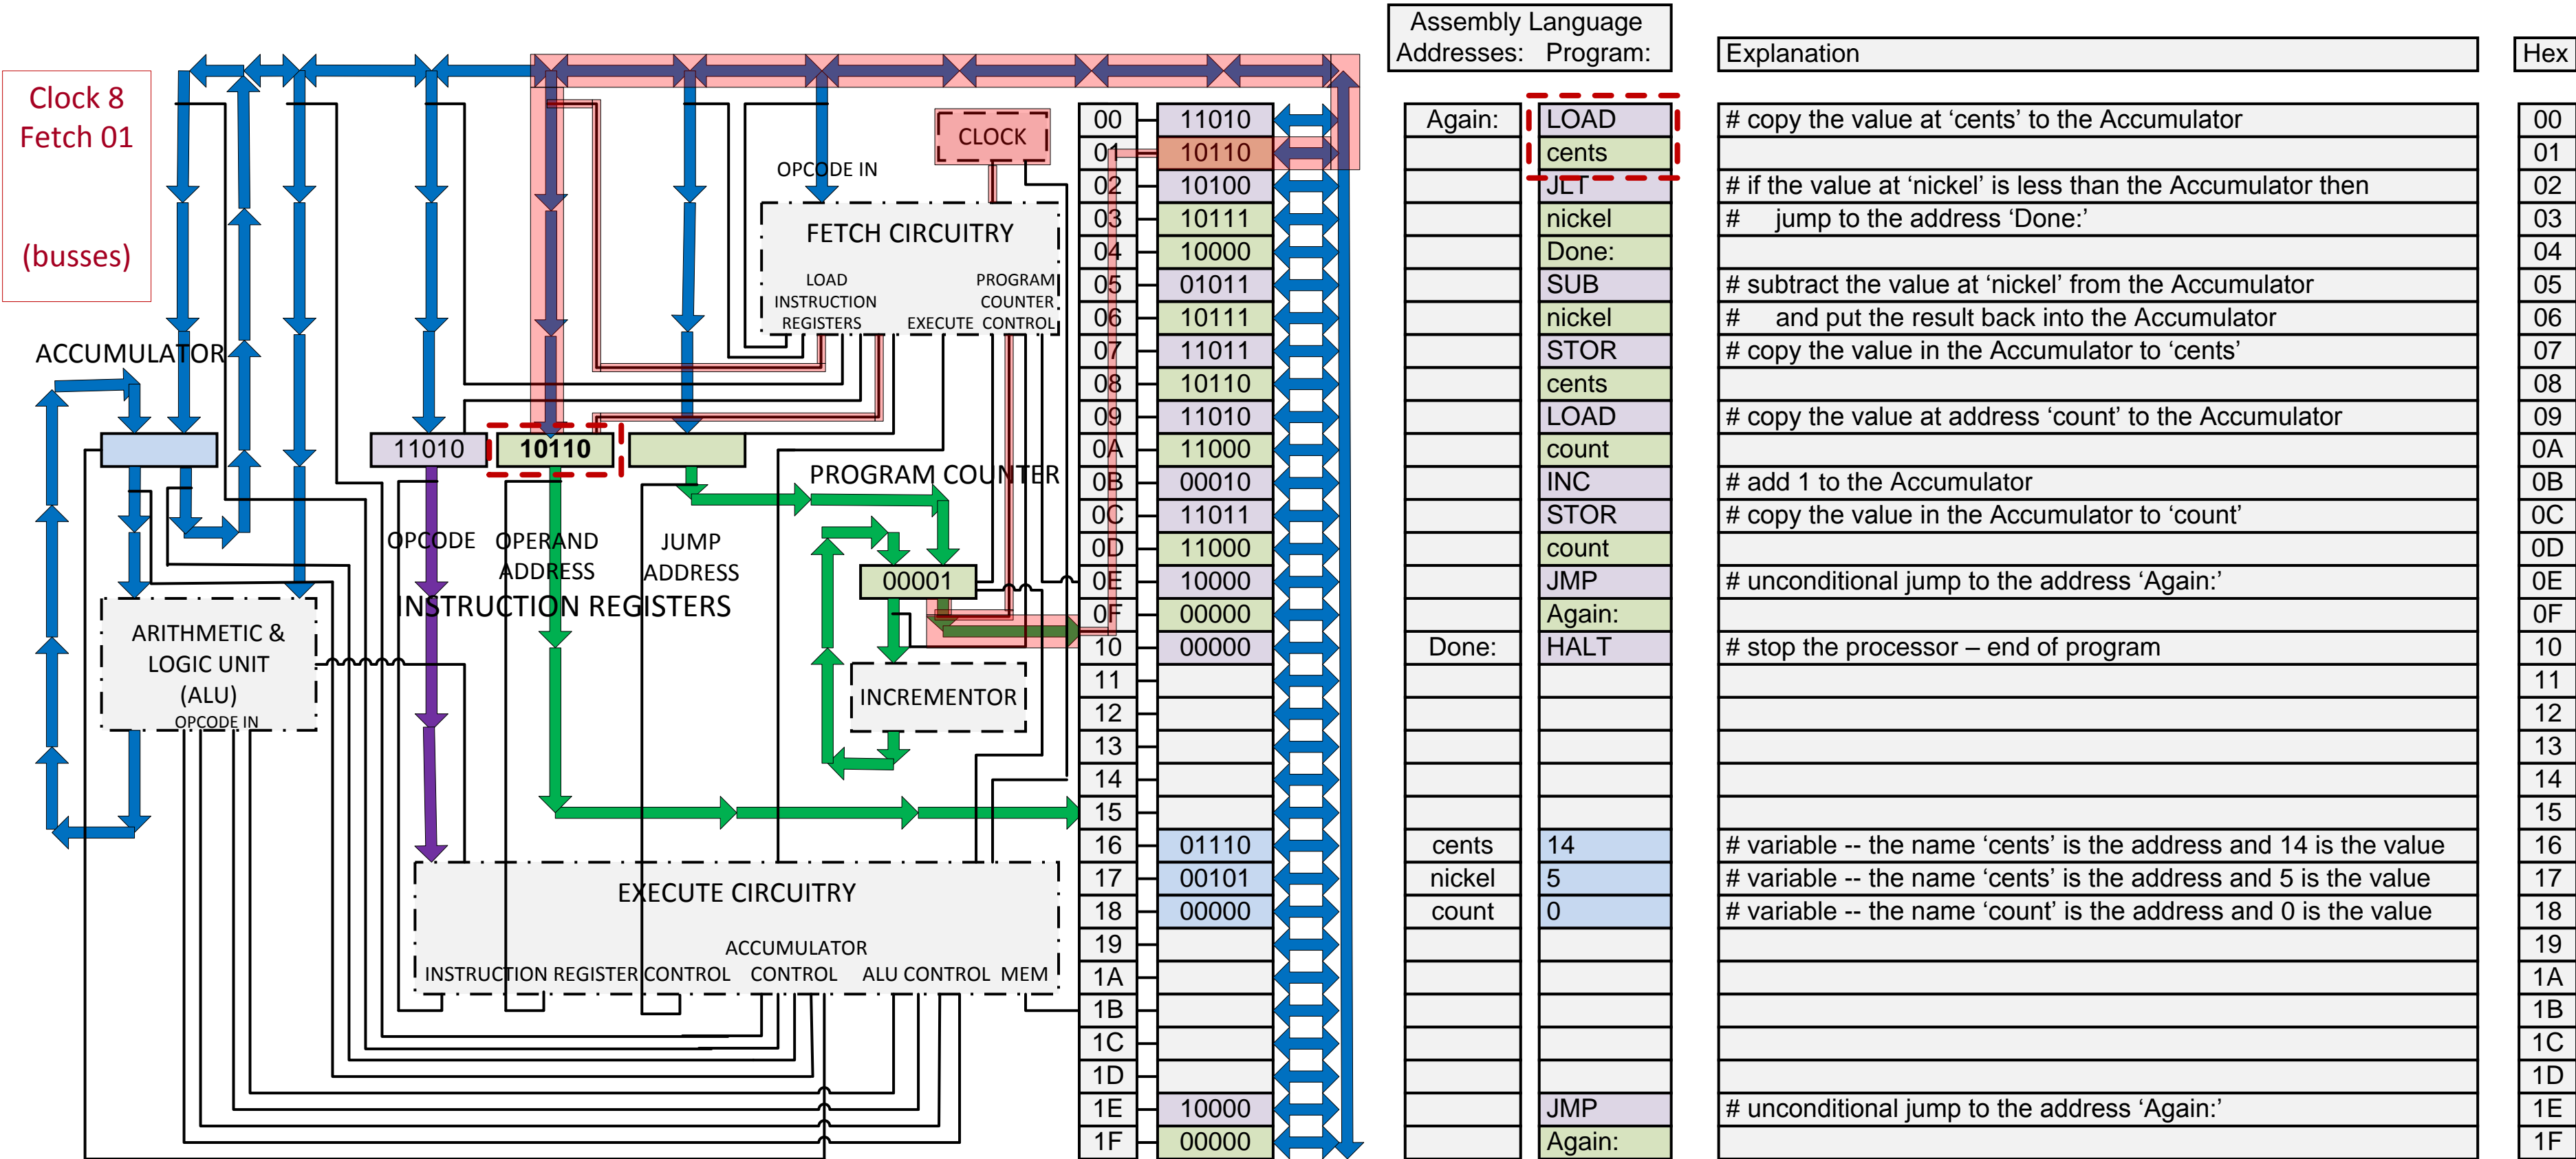 Clock 8
Fetch 01
(busses)
ACCUMULATOR
11010
10110
OPCODE
OPERAND
ADDRESS
JUMP
ADDRESS
INSTRUCTION REGISTERS
ARITHMETIC &
LOGIC UNIT
(ALU)
OPCODE IN
CLOCK
OPCODE IN
FETCH CIRCUITRY
LOAD
INSTRUCTION
REGISTERS
EXECUTE
PROGRAM
COUNTER
CONTROL
PROGRAM COUNTER
00001
INCREMENTOR
EXECUTE CIRCUITRY
INSTRUCTION REGISTER CONTROL
ACCUMULATOR
CONTROL
ALU CONTROL
MEM
Assembly Language
Addresses: Program:
Explanation
Hex
00 11010 Again: LOAD # copy the value at 'cents' to the Accumulator 00
01 10110 cents 01
02 10100 JLT # if the value at 'nickel' is less than the Accumulator then 02
03 10111 nickel # jump to the address 'Done:' 03
04 10000 Done: 04
05 01011 SUB # subtract the value at 'nickel' from the Accumulator 05
06 10111 nickel # and put the result back into the Accumulator 06
07 11011 STOR # copy the value in the Accumulator to 'cents' 07
08 10110 cents 08
09 11010 LOAD # copy the value at address 'count' to the Accumulator 09
0A 11000 count 0A
0B 00010 INC # add 1 to the Accumulator 0B
0C 11011 STOR # copy the value in the Accumulator to 'count' 0C
0D 11000 count 0D
0E 10000 JMP # unconditional jump to the address 'Again:' 0E
0F 00000 Again: 0F
10 00000 Done: HALT # stop the processor – end of program 10
11 11
12 12
13 13
14 14
15 15
16 01110 cents 14 # variable -- the name 'cents' is the address and 14 is the value 16
17 00101 nickel 5 # variable -- the name 'cents' is the address and 5 is the value 17
18 00000 count 0 # variable -- the name 'count' is the address and 0 is the value 18
19 19
1A 1A
1B 1B
1C 1C
1D 1D
1E 10000 JMP # unconditional jump to the address 'Again:' 1E
1F 00000 Again: 1F